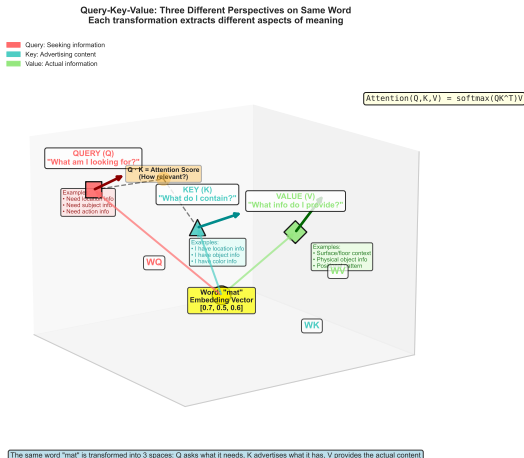 Query-Key-Value: Three Different Perspectives on Same Word
Each transformation extracts different aspects of meaning
Query: Seeking information
Key: Advertising content
Value: Actual information
Attention(Q,K,V) = softmax(QK^T)V
QUERY (Q)
"What am I looking for?"
Q · K = Attention Score
(How relevant?)
Examples:
• Need location
• Need subject info
• Need action info
KEY (K)
"What do I contain?"
VALUE (V)
"What info do I provide?"
Examples:
• I have location info
• I have object info
• I have color info
Examples:
• Surface/floor context
• Physical object info
WQ
WV
Word: "mat"
Embedding Vector
[0.7, 0.5, 0.6]
WK
The same word "mat" is transformed into 3 spaces: Q asks what it needs, K advertises what it has, V provides the actual content